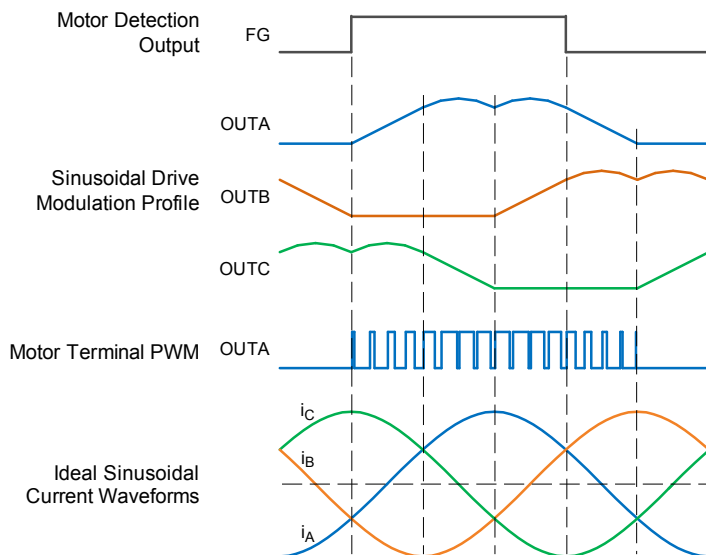 Motor Detection
Output
FG
OUTA
Sinusoidal Drive
Modulation Profile
OUTB
OUTC
Motor Terminal PWM
OUTA
iC
iB
Ideal Sinusoidal
Current Waveforms
iA